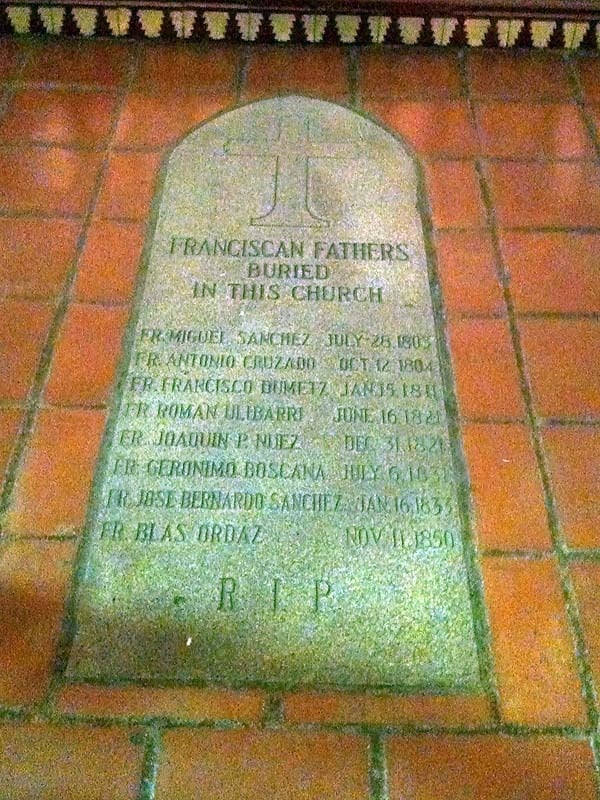 FRANCISCAN FATHERS
BURIED
IN THIS CHURCH
FR. MIGUEL SANCHEZ JULY 28 1803
FR. ANTONIO CRUZADO OCT 12 1804
FR. FRANCISCO DUMETZ JAN 15 1811
FR. ROMAN ULIBARRI JUNE 16 1821
FR. JOAQUIN P. NUEZ DEC 31 1821
FR. GERONIMO BOSCANA JULY 6, 1831
FR. JOSE BERNARDO SANCHEZ JAN 16 1833
FR. BLAS ORDAZ NOV 11, 1850
R I P